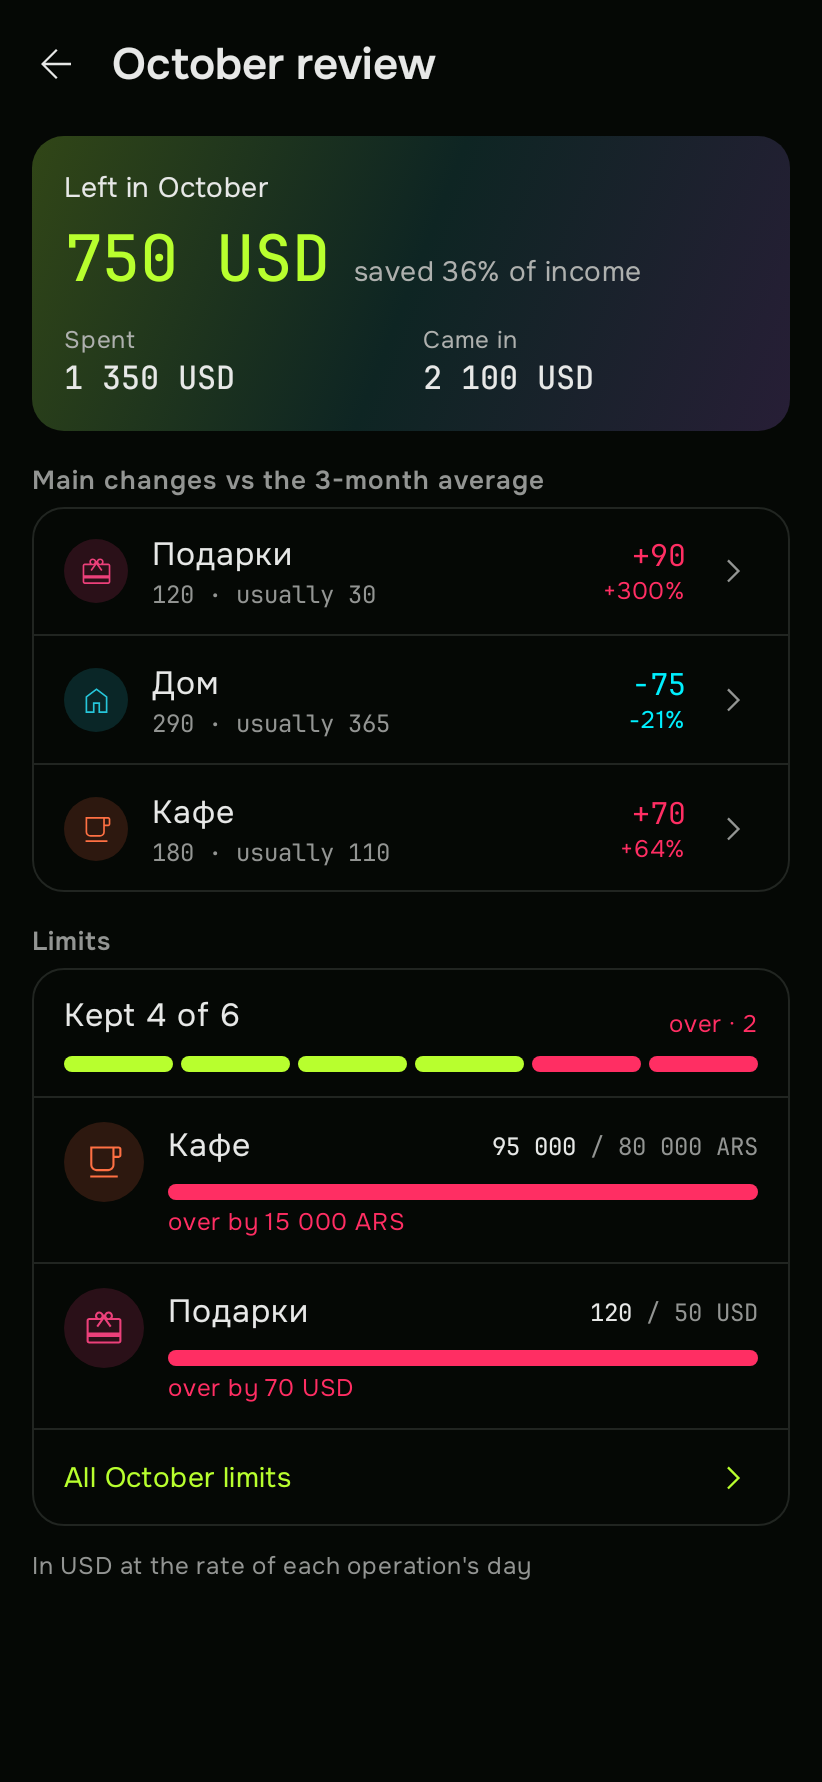 October review
Left in October
750 USD saved 36% of income
Spent
1 350 USD
Came in
2 100 USD
Main changes vs the 3-month average
Подарки
120 · usually 30
+90
+300%
Дом
290 · usually 365
-75
-21%
Кафе
180 · usually 110
+70
+64%
Limits
Kept 4 of 6
over · 2
Кафе
95 000 / 80 000 ARS
over by 15 000 ARS
Подарки
120 / 50 USD
over by 70 USD
All October limits
In USD at the rate of each operation's day